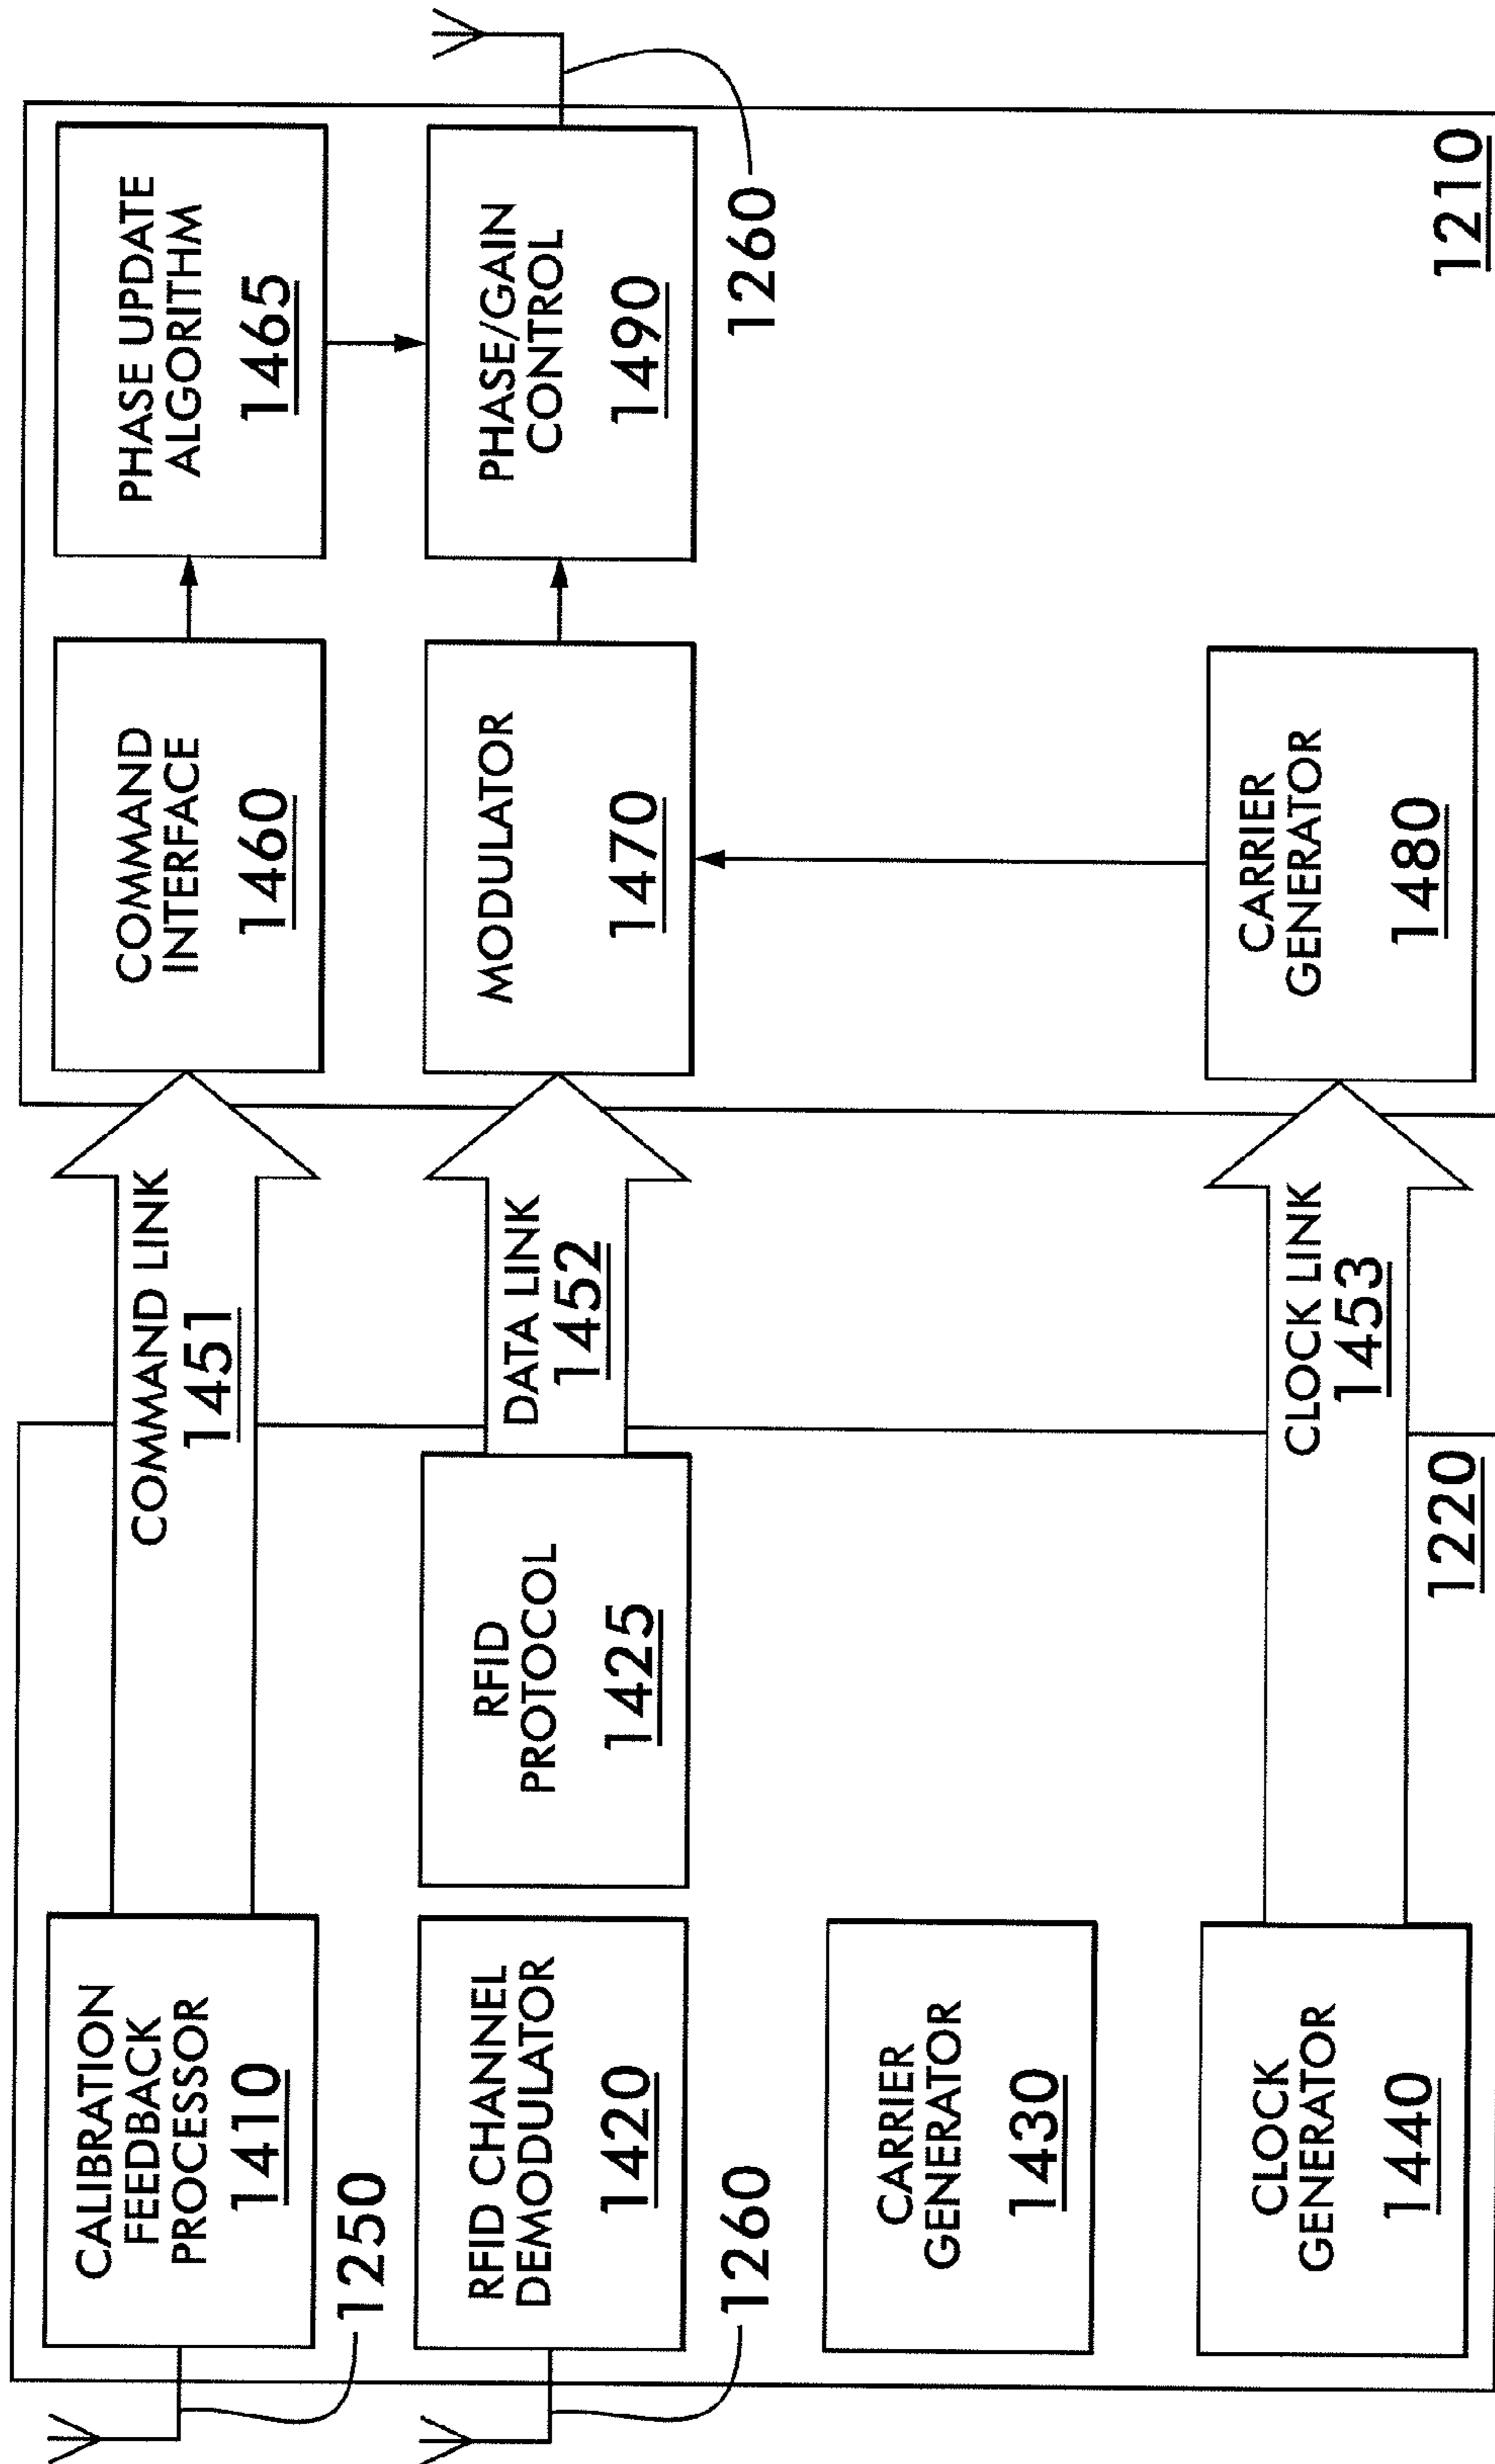 CALIBRATION
FEEDBACK
PROCESSOR
1410
1250
COMMAND LINK
1451
COMMAND
INTERFACE
1460
PHASE UPDATE
ALGORITHM
1465
RFID CHANNEL
DEMODULATOR
1420
1260
RFID
PROTOCOL
1425
DATA LINK
1452
MODULATOR
1470
PHASE/GAIN
CONTROL
1490
1260
CARRIER
GENERATOR
1430
CLOCK
GENERATOR
1440
CLOCK LINK
1453
CARRIER
GENERATOR
1480
1220
1210